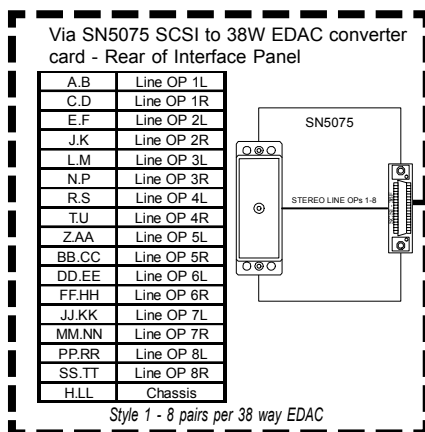 Via SN5075 SCSI to 38W EDAC converter
card - Rear of Interface Panel
A.B Line OP 1L
C.D Line OP 1R
E.F Line OP 2L
J.K Line OP 2R
L.M Line OP 3L
N.P Line OP 3R
R.S Line OP 4L
T.U Line OP 4R
Z.AA Line OP 5L
BB.CC Line OP 5R
DD.EE Line OP 6L
FF.HH Line OP 6R
JJ.KK Line OP 7L
MM.NN Line OP 7R
PP.RR Line OP 8L
SS.TT Line OP 8R
H.LL Chassis
SN5075
STEREO LINE OPs 1-8
Style 1 - 8 pairs per 38 way EDAC